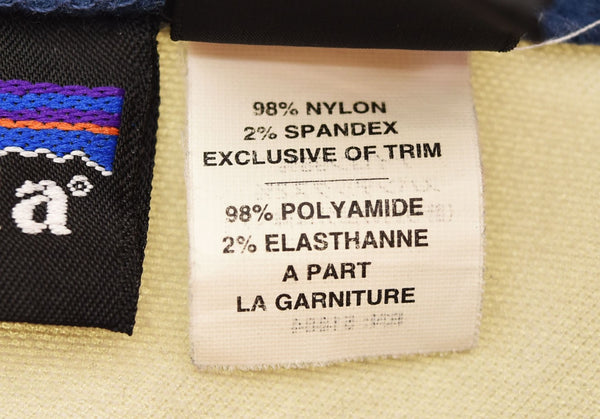 98% NYLON
2% SPANDEX
EXCLUSIVE OF TRIM
98% POLYAMIDE
2% ELASTHANNE
A PART
LA GARNITURE
a®